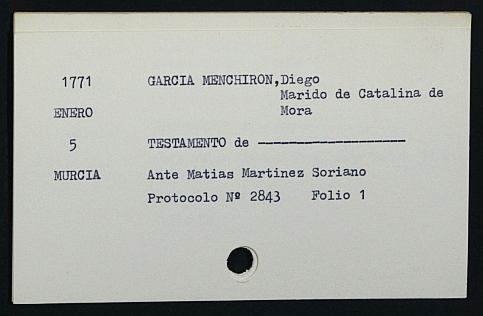 1771 GARCIA MENCHIRON,Diego
Marido de Catalina de
ENERO Mora
5 TESTAMENTO de -------------------
MURCIA Ante Matias Martinez Soriano
Protocolo Nº 2843 Folio 1